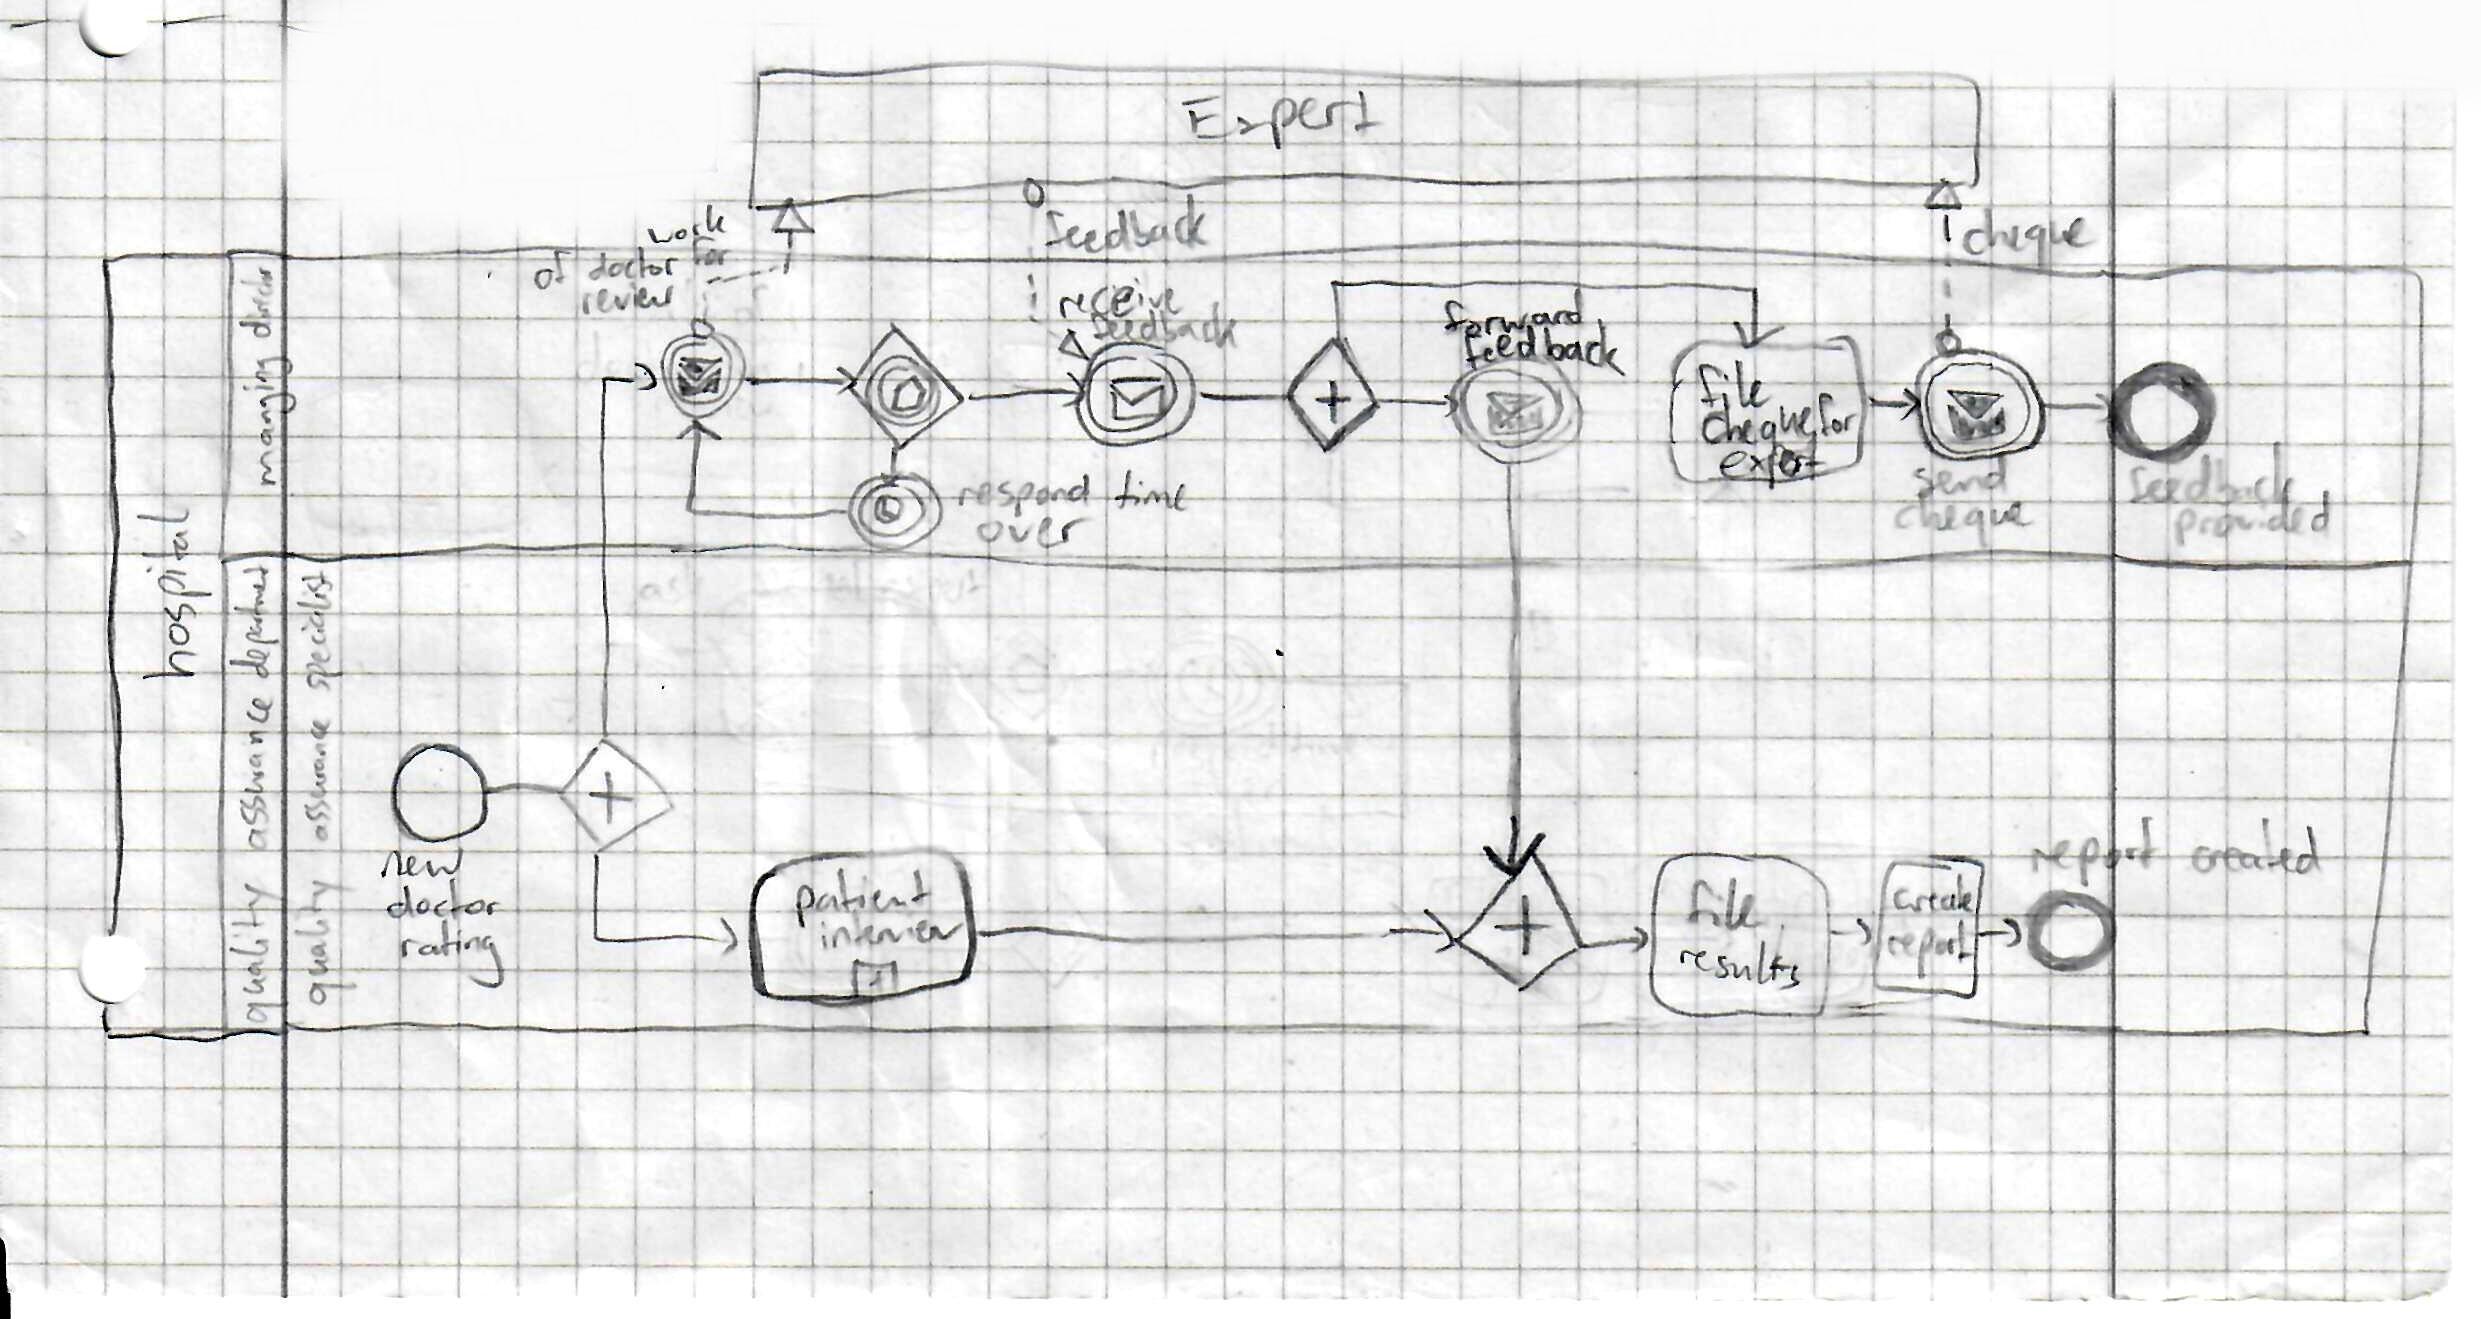 Expert
work
of doctor for
review
feedback
cheque
hospital
managing director
receive
feedback
forward
feedback
file
cheque for
expert
send
cheque
feedback
provided
respond time
over
quality assurance department
quality assurance specialist
new
doctor
rating
patient
interview
file
results
create
report
report created